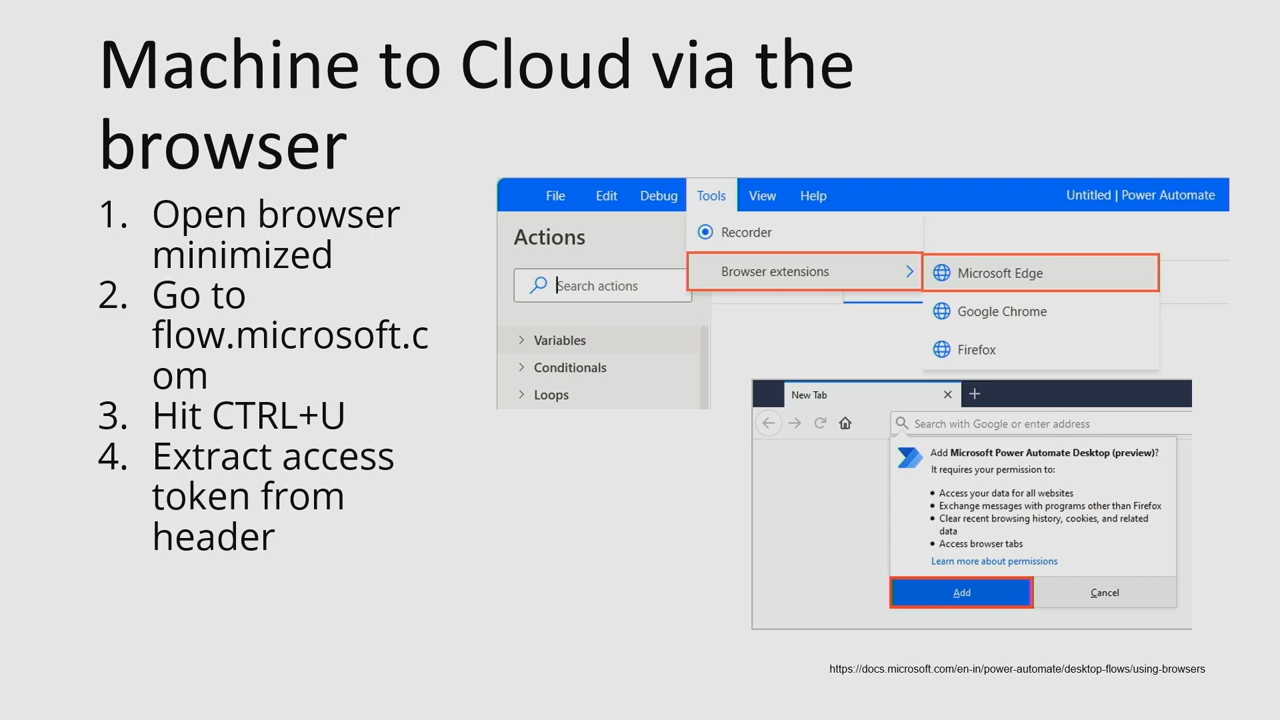 Machine to Cloud via the
browser
1. Open browser
minimized
2. Go to
flow.microsoft.c
om
3. Hit CTRL+U
4. Extract access
token from
header
File Edit Debug Tools View Help Untitled | Power Automate
Actions
Search actions
Variables
Conditionals
Loops
Recorder
Browser extensions
Microsoft Edge
Google Chrome
Firefox
New Tab
Search with Google or enter address
Add Microsoft Power Automate Desktop (preview)?
It requires your permission to:
• Access your data for all websites
• Exchange messages with programs other than Firefox
• Clear recent browsing history, cookies, and related
data
• Access browser tabs
Learn more about permissions
Add Cancel
https://docs.microsoft.com/en-in/power-automate/desktop-flows/using-browsers